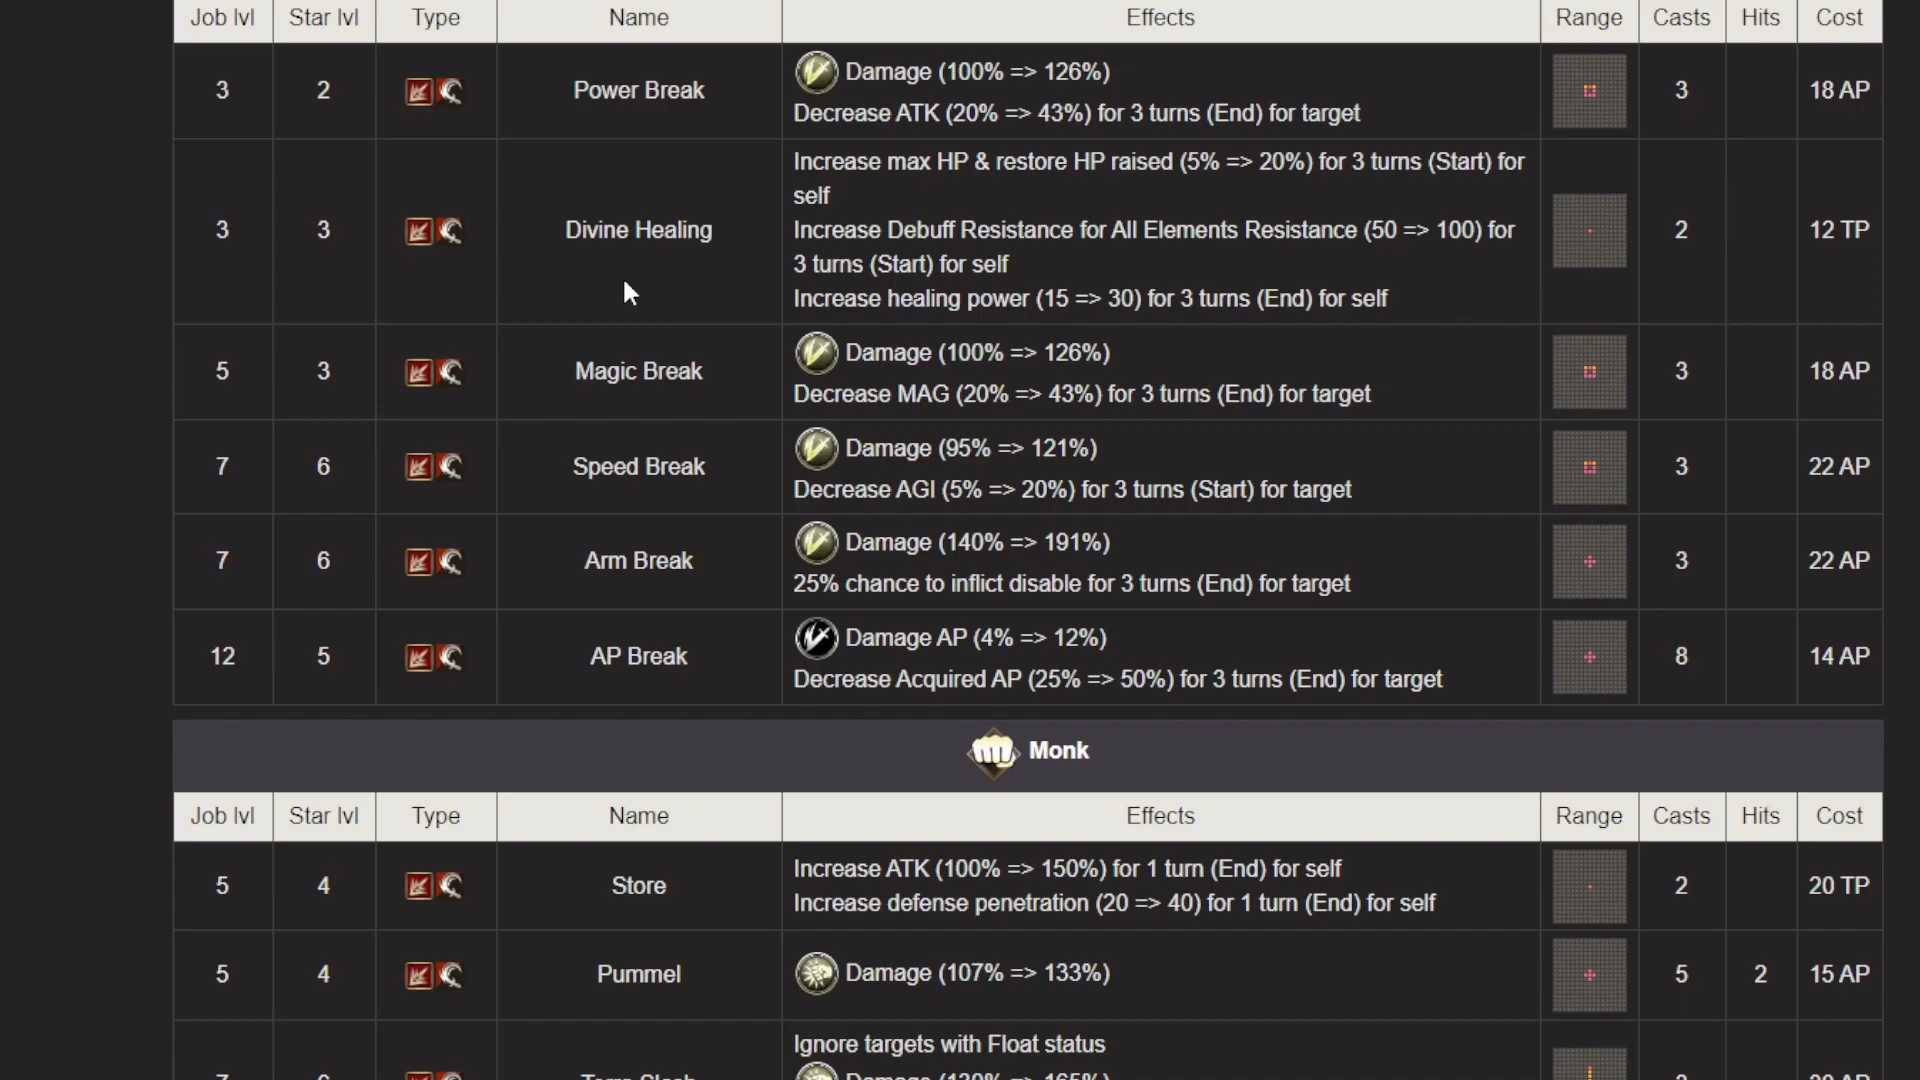 Job lvl Star lvl Type Name Effects Range Casts Hits Cost
3 2 Power Break Damage (100% => 126%) 3 18 AP
Decrease ATK (20% => 43%) for 3 turns (End) for target
Increase max HP & restore HP raised (5% => 20%) for 3 turns (Start) for
self
3 3 Divine Healing Increase Debuff Resistance for All Elements Resistance (50 => 100) for 2 12 TP
3 turns (Start) for self
Increase healing power (15 => 30) for 3 turns (End) for self
5 3 Magic Break Damage (100% => 126%) 3 18 AP
Decrease MAG (20% => 43%) for 3 turns (End) for target
7 6 Speed Break Damage (95% => 121%) 3 22 AP
Decrease AGI (5% => 20%) for 3 turns (Start) for target
7 6 Arm Break Damage (140% => 191%) 3 22 AP
25% chance to inflict disable for 3 turns (End) for target
12 5 AP Break Damage AP (4% => 12%) 8 14 AP
Decrease Acquired AP (25% => 50%) for 3 turns (End) for target
Monk
Job lvl Star lvl Type Name Effects Range Casts Hits Cost
5 4 Store Increase ATK (100% => 150%) for 1 turn (End) for self 2 20 TP
Increase defense penetration (20 => 40) for 1 turn (End) for self
5 4 Pummel Damage (107% => 133%) 5 2 15 AP
Ignore targets with Float status
Damage